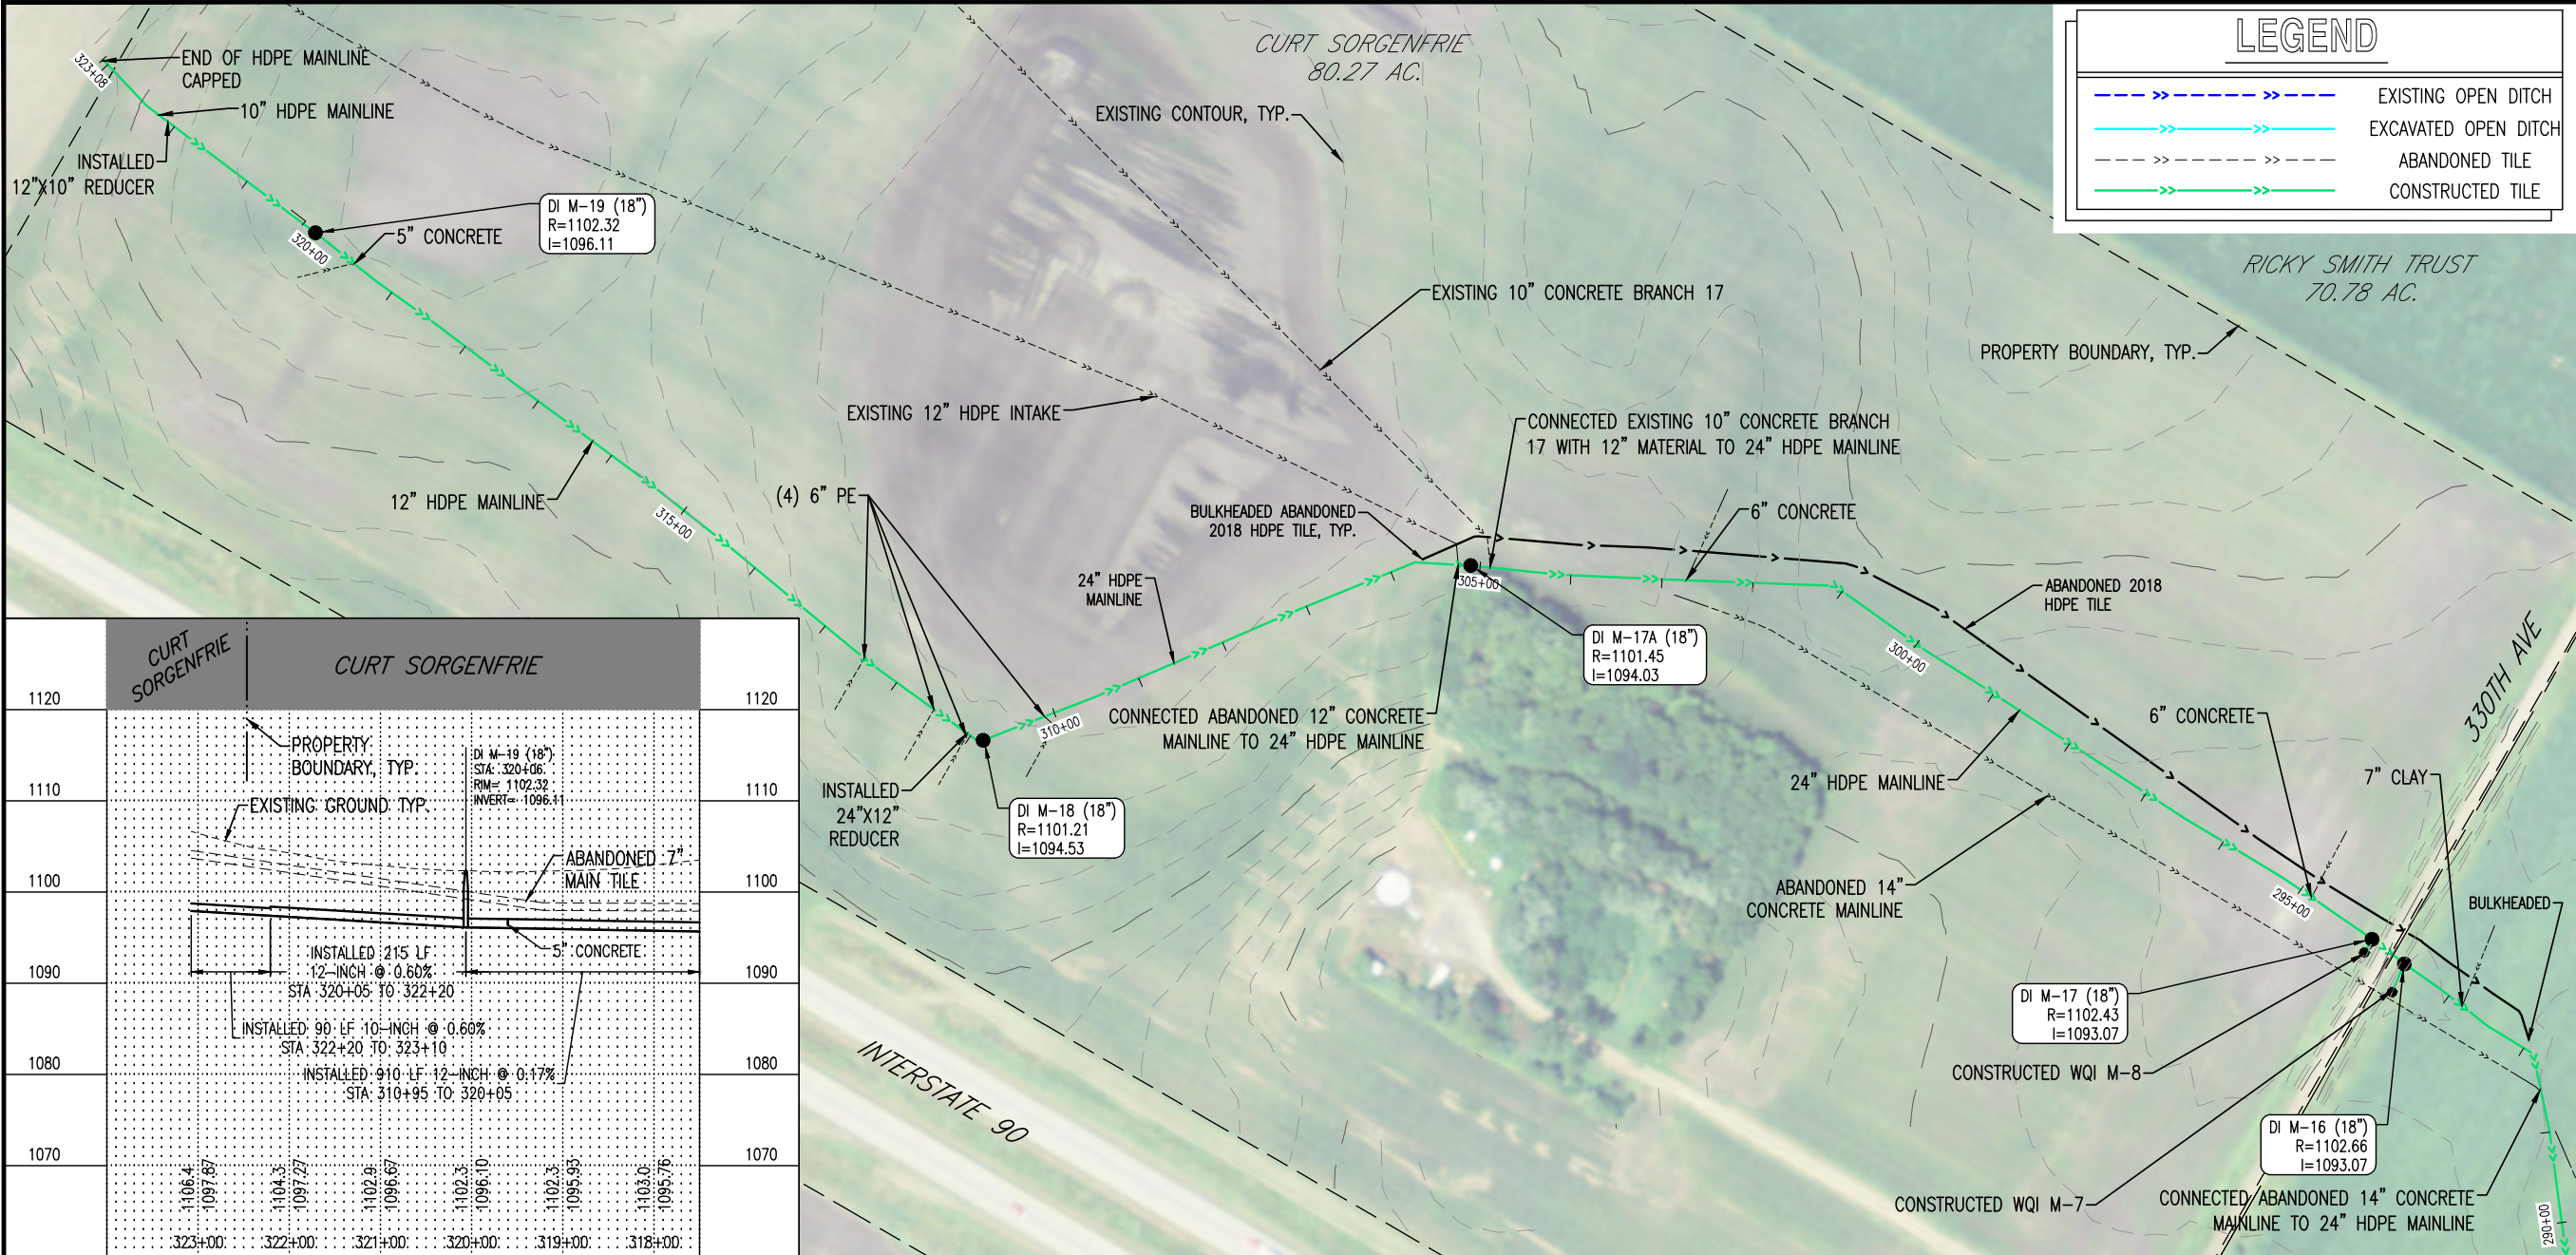 323+08
END OF HDPE MAINLINE
CAPPED
10" HDPE MAINLINE
INSTALLED
12"X10" REDUCER
320+00
5" CONCRETE
DI M-19 (18")
R=1102.32
I=1096.11
CURT SORGENFRIE
80.27 AC.
EXISTING CONTOUR, TYP.
LEGEND
EXISTING OPEN DITCH
EXCAVATED OPEN DITCH
ABANDONED TILE
CONSTRUCTED TILE
RICKY SMITH TRUST
70.78 AC.
PROPERTY BOUNDARY, TYP.
EXISTING 10" CONCRETE BRANCH 17
EXISTING 12" HDPE INTAKE
CONNECTED EXISTING 10" CONCRETE BRANCH
17 WITH 12" MATERIAL TO 24" HDPE MAINLINE
12" HDPE MAINLINE
315+00
(4) 6" PE
BULKHEADED ABANDONED
2018 HDPE TILE, TYP.
6" CONCRETE
24" HDPE
MAINLINE
305+00
ABANDONED 2018
HDPE TILE
DI M-17A (18")
R=1101.45
I=1094.03
300+00
330TH AVE
310+00
CONNECTED ABANDONED 12" CONCRETE
MAINLINE TO 24" HDPE MAINLINE
INSTALLED
24"X12"
REDUCER
DI M-18 (18")
R=1101.21
I=1094.53
6" CONCRETE
24" HDPE MAINLINE
7" CLAY
ABANDONED 14"
CONCRETE MAINLINE
295+00
BULKHEADED
DI M-17 (18")
R=1102.43
I=1093.07
CONSTRUCTED WQI M-8
DI M-16 (18")
R=1102.66
I=1093.07
CONSTRUCTED WQI M-7
CONNECTED ABANDONED 14" CONCRETE
MAINLINE TO 24" HDPE MAINLINE
290+00
INTERSTATE 90
CURT
SORGENFRIE
CURT SORGENFRIE
1120
1120
PROPERTY
BOUNDARY, TYP.
DI M-19 (18")
STA: 320+06
RIM= 1102.32
INVERT= 1096.11
1110
1110
EXISTING GROUND TYP.
ABANDONED 7"
MAIN TILE
1100
1100
5" CONCRETE
INSTALLED 215 LF
12-INCH @ 0.60%
STA 320+05 TO 322+20
1090
1090
INSTALLED 90 LF 10-INCH @ 0.60%
STA 322+20 TO 323+10
1080
1080
INSTALLED 910 LF 12-INCH @ 0.17%
STA 310+95 TO 320+05
1070
1070
1106.4
1097.87
1104.3
1097.27
1102.9
1096.67
1102.3
1096.10
1102.3
1095.93
1103.0
1095.76
323+00
322+00
321+00
320+00
319+00
318+00